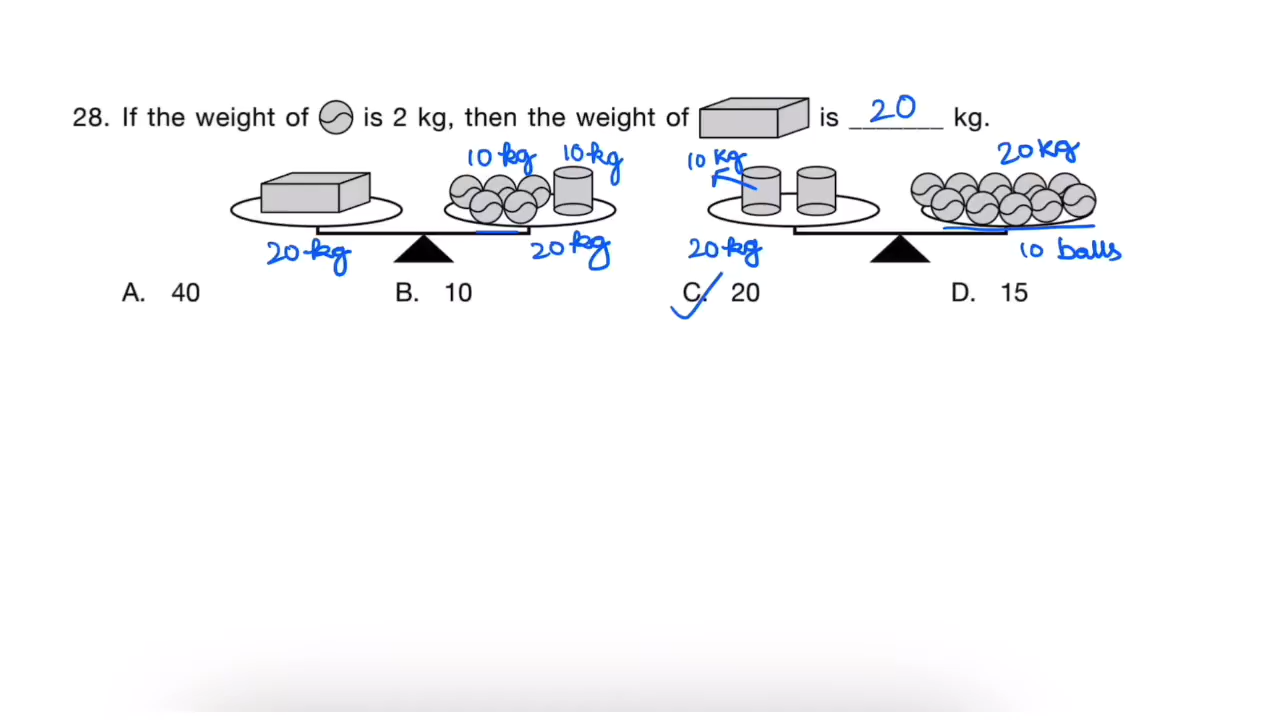 28. If the weight of is 2 kg, then the weight of is 20 kg.
10 kg 10 kg 10 kg 20 kg
20 kg 20 kg 20 kg 10 balls
A. 40 B. 10 C. 20 D. 15